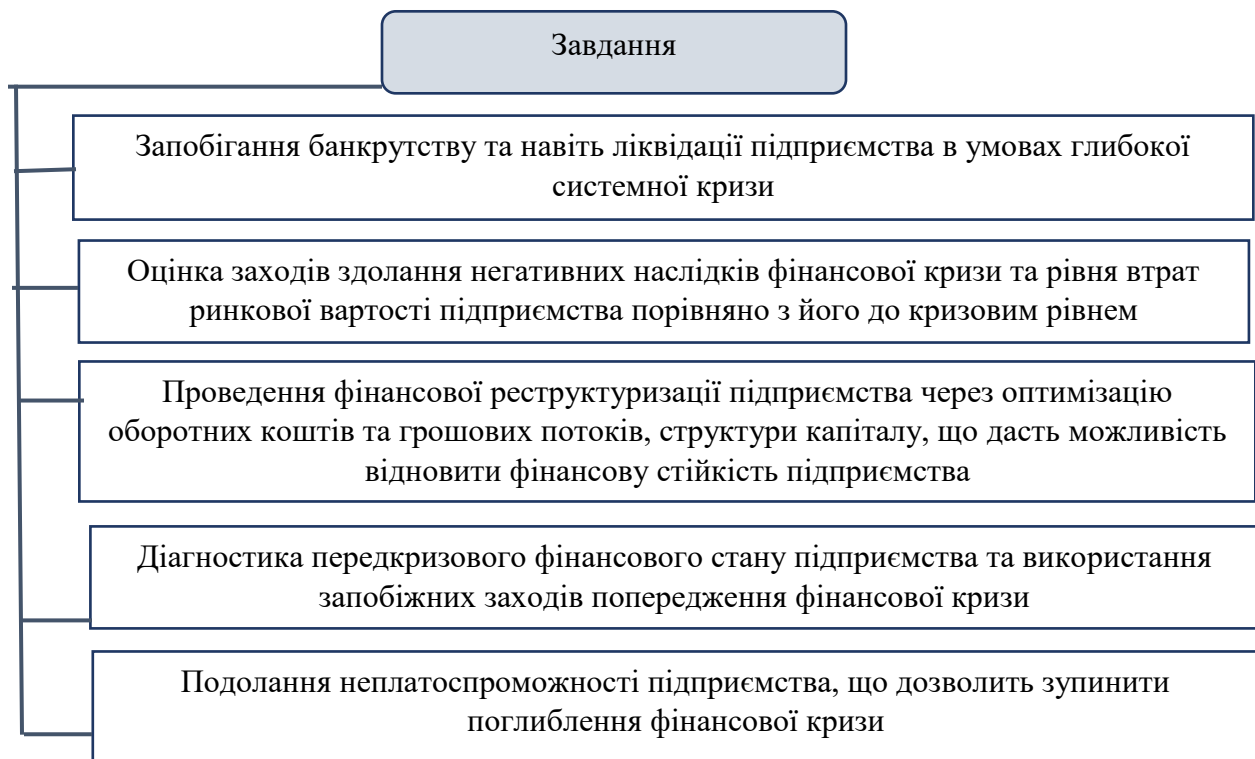 Завдання
Запобігання банкрутству та навіть ліквідації підприємства в умовах глибокої
системної кризи
Оцінка заходів здолання негативних наслідків фінансової кризи та рівня втрат
ринкової вартості підприємства порівняно з його до кризовим рівнем
Проведення фінансової реструктуризації підприємства через оптимізацію
оборотних коштів та грошових потоків, структури капіталу, що дасть можливість
відновити фінансову стійкість підприємства
Діагностика передкризового фінансового стану підприємства та використання
запобіжних заходів попередження фінансової кризи
Подолання неплатоспроможності підприємства, що дозволить зупинити
поглиблення фінансової кризи